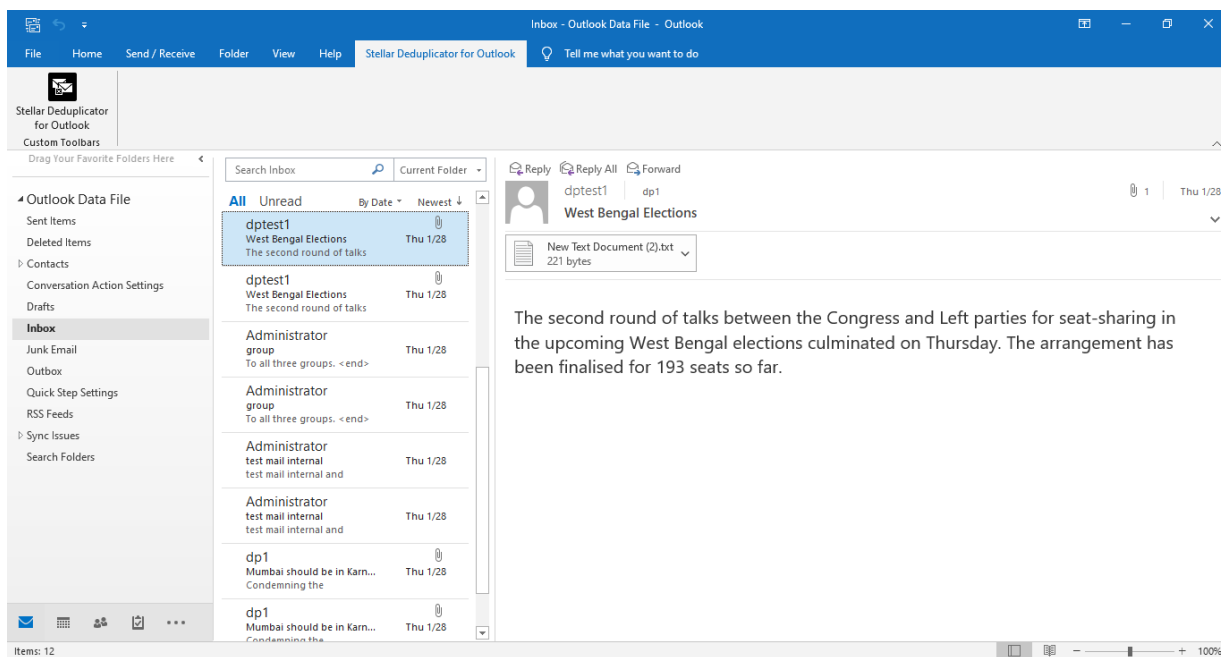 Inbox - Outlook Data File - Outlook
File Home Send / Receive Folder View Help Stellar Deduplicator for Outlook Tell me what you want to do
Stellar Deduplicator
for Outlook
Custom Toolbars
Drag Your Favorite Folders Here
Outlook Data File
Sent Items
Deleted Items
Contacts
Conversation Action Settings
Drafts
Inbox
Junk Email
Outbox
Quick Step Settings
RSS Feeds
Sync Issues
Search Folders
Search Inbox Current Folder
All Unread By Date Newest ↓
dptest1
West Bengal Elections Thu 1/28
The second round of talks
dptest1
West Bengal Elections Thu 1/28
The second round of talks
Administrator
group Thu 1/28
To all three groups. <end>
Administrator
group Thu 1/28
To all three groups. <end>
Administrator
test mail internal Thu 1/28
test mail internal and
Administrator
test mail internal Thu 1/28
test mail internal and
dp1
Mumbai should be in Karn... Thu 1/28
Condemning the
dp1
Mumbai should be in Karn... Thu 1/28
Condemning the
Reply Reply All Forward
dptest1 dp1 1 Thu 1/28
West Bengal Elections
New Text Document (2).txt
221 bytes
The second round of talks between the Congress and Left parties for seat-sharing in
the upcoming West Bengal elections culminated on Thursday. The arrangement has
been finalised for 193 seats so far.
Items: 12 100%